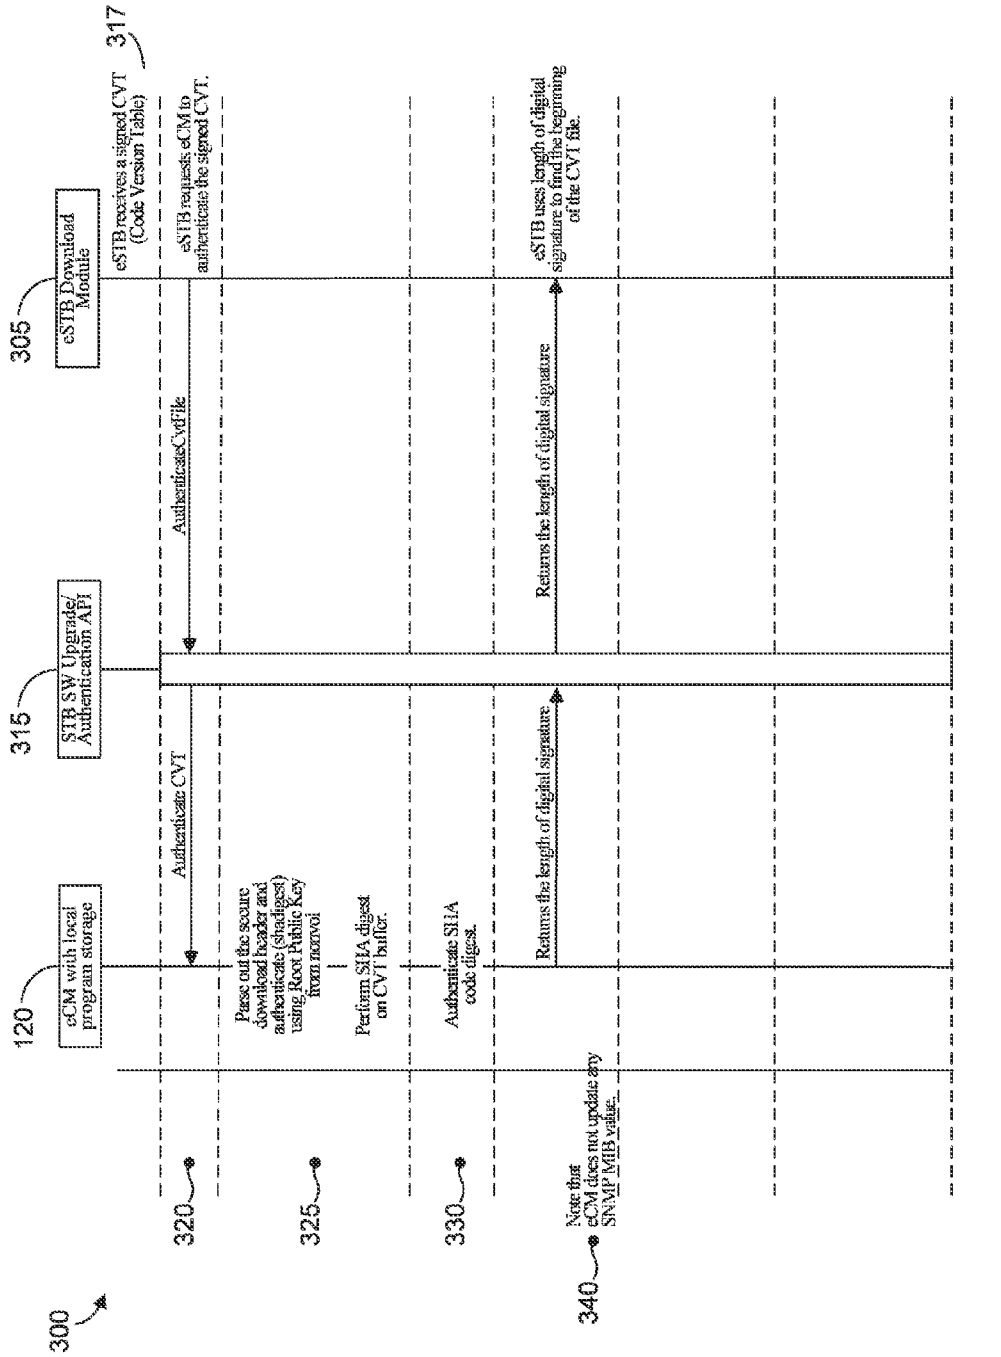 300
120
eCM with local
program storage
315
STB SW Upgrade/
Authentication API
305
eSTB Download
Module
317
eSTB receives a signed CVT
(Code Version Table)
320
Authenticate CVT
AuthenticateCvtFile
eSTB requests eCM to
authenticate the signed CVT.
325
Parse out the secure
download header and
authenticate (shadigest)
using Root Public Key
from nonvol
Perform SHA digest
on CVT buffer.
330
Authenticate SHA
code digest.
340
Note that
eCM does not update any
SNMP MIB value.
Returns the length of digital signature
Returns the length of digital signature
eSTB uses length of digital
signature to find the beginning
of the CVT file.